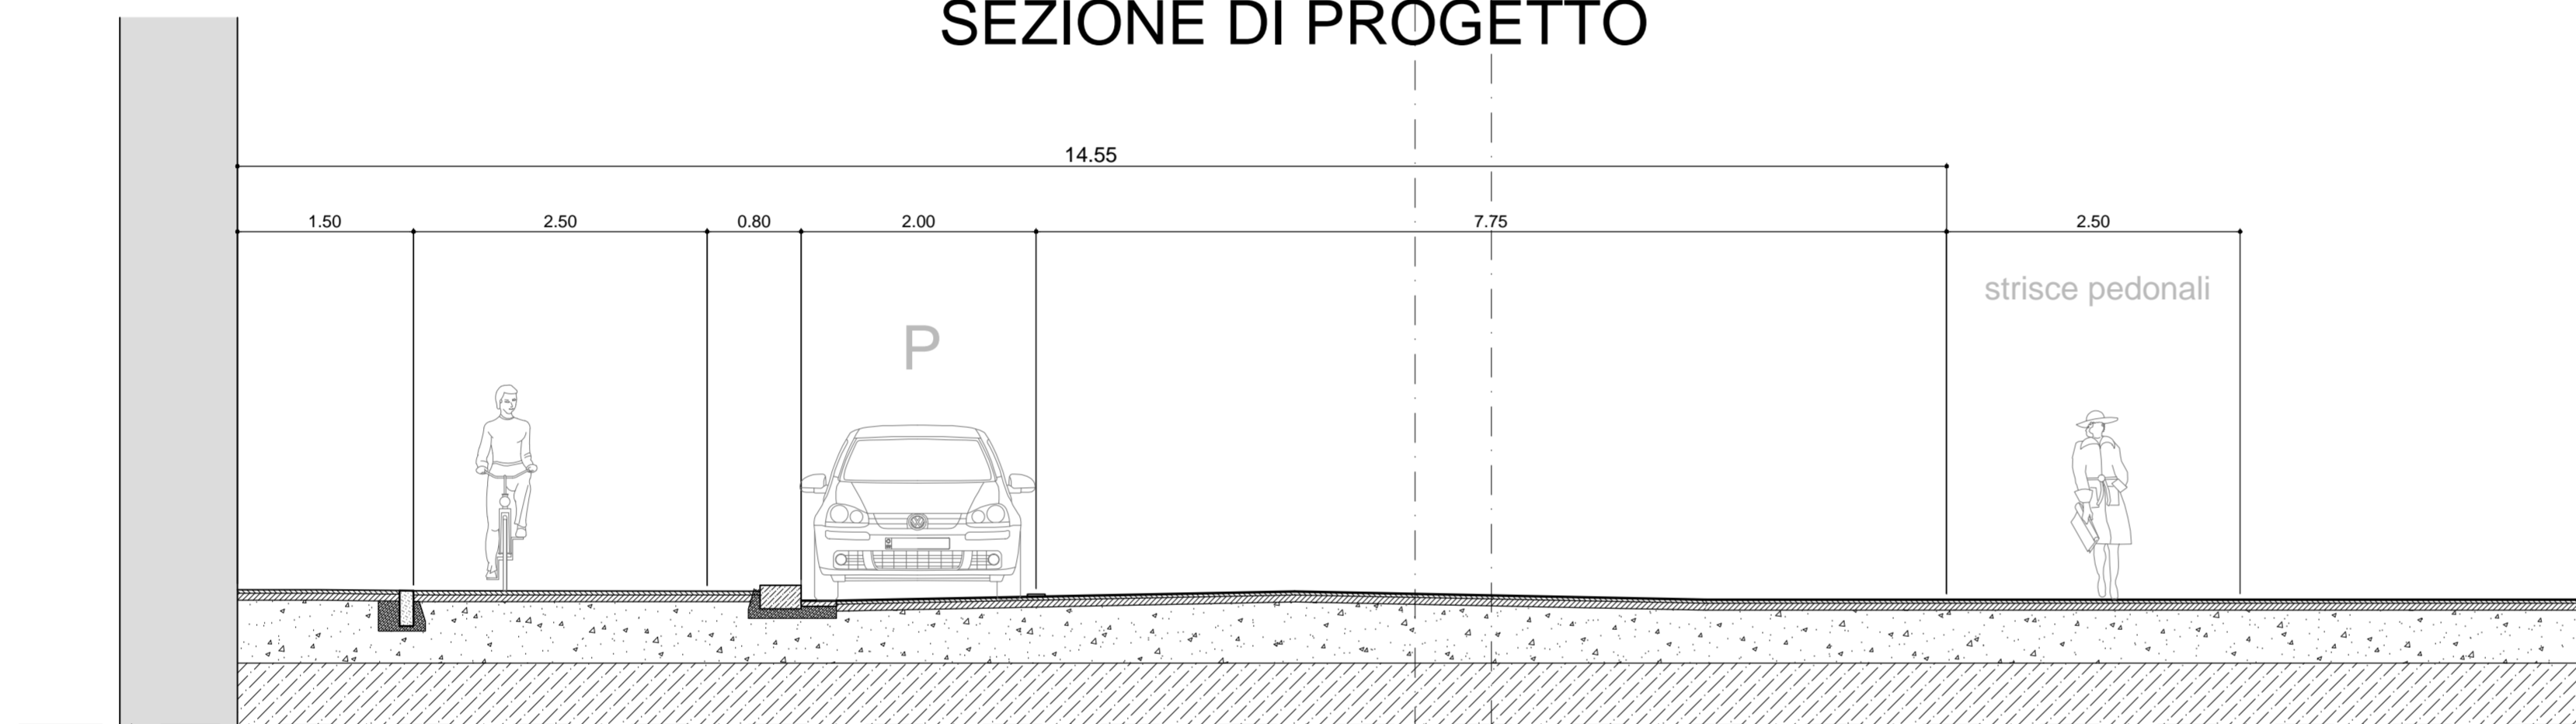 SEZIONE DI PROGETTO
14.55
1.50 2.50 0.80 2.00 7.75 2.50
strisce pedonali
P